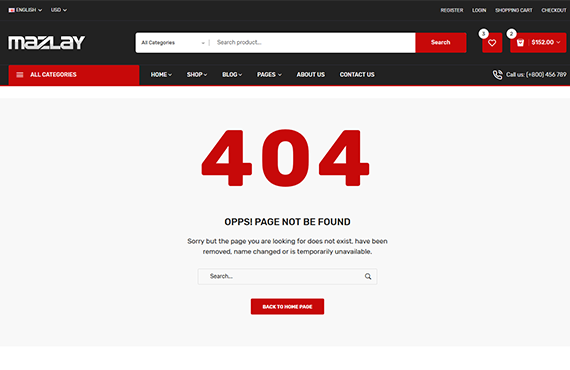 ENGLISH USD REGISTER LOGIN SHOPPING CART CHECKOUT
MAZLAY All Categories Search product... Search 3 2 $152.00
ALL CATEGORIES HOME SHOP BLOG PAGES ABOUT US CONTACT US Call us: (+800) 456 789
404
OPPS! PAGE NOT BE FOUND
Sorry but the page you are looking for does not exist, have been
removed, name changed or is temporarily unavailable.
Search...
BACK TO HOME PAGE